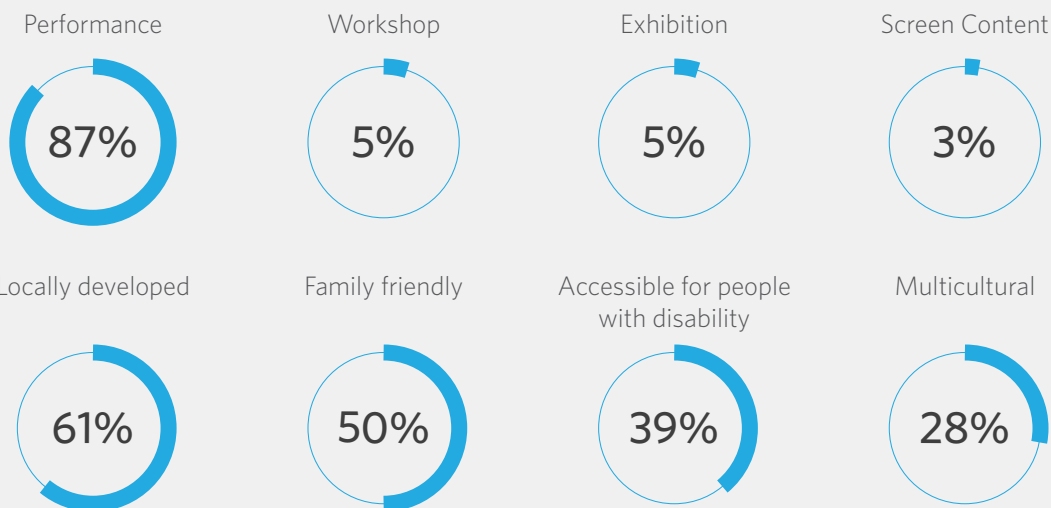 Performance
Workshop
Exhibition
Screen Content
87%
5%
5%
3%
Locally developed
Family friendly
Accessible for people
with disability
Multicultural
61%
50%
39%
28%